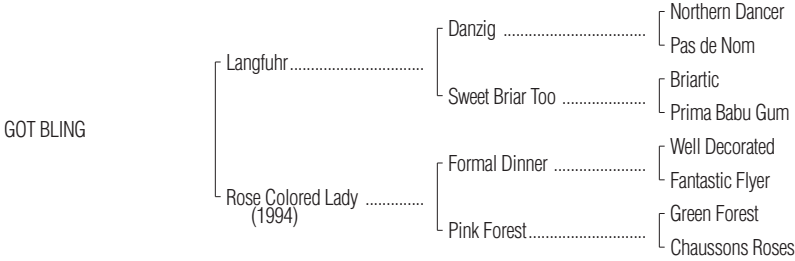 Northern Dancer
Danzig ..................................
Pas de Nom
Langfuhr................................
Briartic
Sweet Briar Too ....................
Prima Babu Gum
GOT BLING
Well Decorated
Formal Dinner ......................
Fantastic Flyer
Rose Colored Lady ..............
(1994)
Green Forest
Pink Forest............................
Chaussons Roses